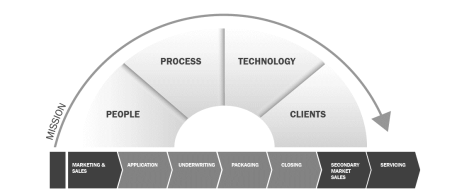 MISSION
PEOPLE
PROCESS
TECHNOLOGY
CLIENTS
MARKETING &
SALES
APPLICATION
UNDERWRITING
PACKAGING
CLOSING
SECONDARY
MARKET
SALES
SERVICING